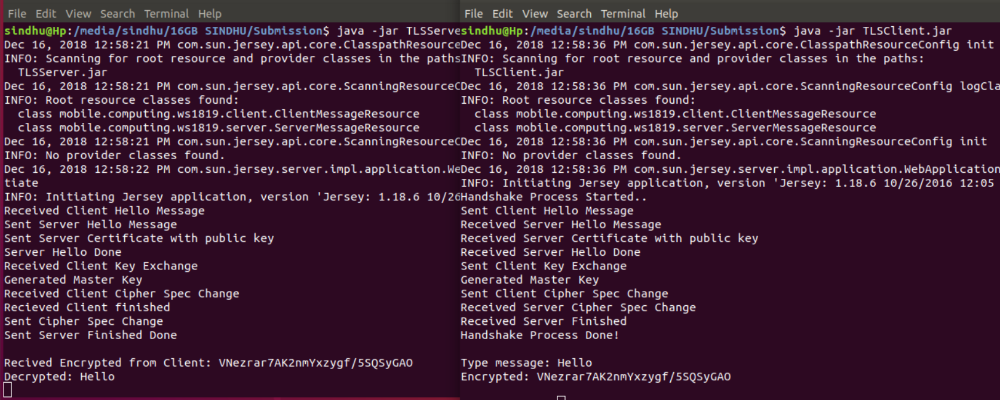 File Edit View Search Terminal Help
sindhu@Hp:/media/sindhu/16GB SINDHU/Submission$ java -jar TLSServe
Dec 16, 2018 12:58:21 PM com.sun.jersey.api.core.ClasspathResource
INFO: Scanning for root resource and provider classes in the paths
TLSServer.jar
Dec 16, 2018 12:58:21 PM com.sun.jersey.api.core.ScanningResourceC
INFO: Root resource classes found:
class mobile.computing.ws1819.client.ClientMessageResource
class mobile.computing.ws1819.server.ServerMessageResource
Dec 16, 2018 12:58:21 PM com.sun.jersey.api.core.ScanningResourceC
INFO: No provider classes found.
Dec 16, 2018 12:58:22 PM com.sun.jersey.server.impl.application.We
tiate
INFO: Initiating Jersey application, version 'Jersey: 1.18.6 10/26
Received Client Hello Message
Sent Server Hello Message
Sent Server Certificate with public key
Server Hello Done
Received Client Key Exchange
Generated Master Key
Received Client Cipher Spec Change
Recieved Client finished
Sent Cipher Spec Change
Sent Server Finished Done
Recived Encrypted from Client: VNezrar7AK2nmYxzygf/5SQSyGAO
Decrypted: Hello
File Edit View Search Terminal Help
sindhu@Hp:/media/sindhu/16GB SINDHU/Submission$ java -jar TLSClient.jar
Dec 16, 2018 12:58:36 PM com.sun.jersey.api.core.ClasspathResourceConfig init
INFO: Scanning for root resource and provider classes in the paths:
TLSClient.jar
Dec 16, 2018 12:58:36 PM com.sun.jersey.api.core.ScanningResourceConfig logCla
INFO: Root resource classes found:
class mobile.computing.ws1819.client.ClientMessageResource
class mobile.computing.ws1819.server.ServerMessageResource
Dec 16, 2018 12:58:36 PM com.sun.jersey.api.core.ScanningResourceConfig init
INFO: No provider classes found.
Dec 16, 2018 12:58:36 PM com.sun.jersey.server.impl.application.WebApplication
INFO: Initiating Jersey application, version 'Jersey: 1.18.6 10/26/2016 12:05
Handshake Process Started..
Sent Client Hello Message
Received Server Hello Message
Received Server Certificate with public key
Received Server Hello Done
Sent Client Key Exchange
Generated Master Key
Sent Client Cipher Spec Change
Received Server Cipher Spec Change
Received Server Finished
Handshake Process Done!
Type message: Hello
Encrypted: VNezrar7AK2nmYxzygf/5SQSyGAO